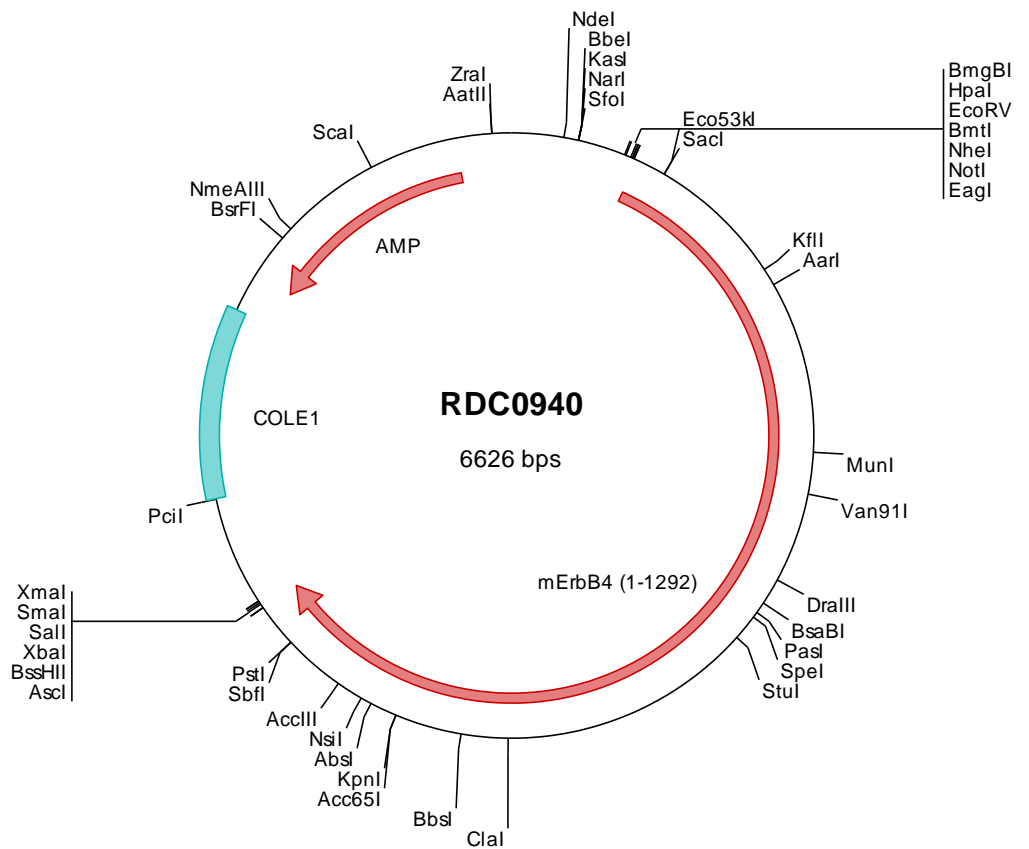 NdeI
BbeI
KasI
NarI
SfoI
ZraI
AatII
BmgBI
HpaI
EcoRV
BmtI
NheI
NotI
EagI
Eco53kI
SacI
ScaI
NmeAIII
BsrFI
AMP
KflI
AarI
COLE1
RDC0940
6626 bps
MunI
Van91I
PciI
mErbB4 (1-1292)
DraIII
BsaBI
PasI
SpeI
StuI
XmaI
SmaI
SalI
XbaI
BssHII
AscI
PstI
SbfI
AccIII
NsiI
AbsI
KpnI
Acc65I
BbsI
ClaI